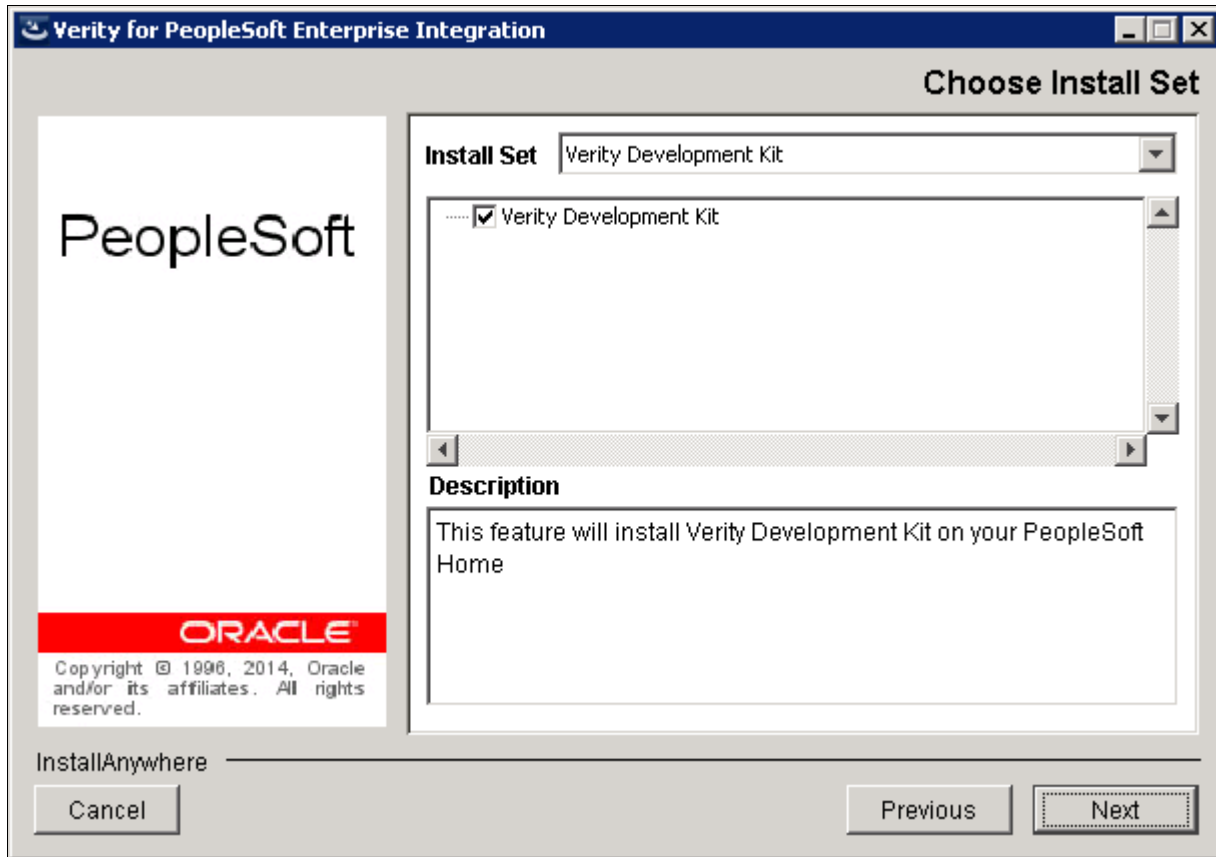 Verity for PeopleSoft Enterprise Integration
Choose Install Set
PeopleSoft
ORACLE
Copyright © 1996, 2014, Oracle
and/or its affiliates. All rights
reserved.
Install Set Verity Development Kit
Verity Development Kit
Description
This feature will install Verity Development Kit on your PeopleSoft
Home
InstallAnywhere
Cancel Previous Next